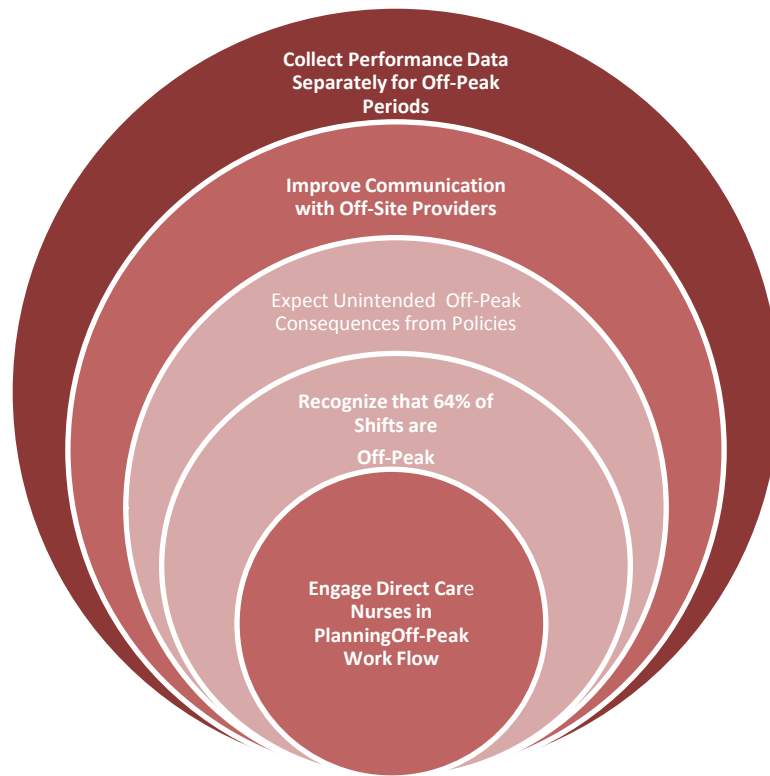 Collect Performance Data
Separately for Off-Peak
Periods
Improve Communication
with Off-Site Providers
Expect Unintended  Off-Peak
Consequences from Policies
Recognize that 64% of
Shifts are
Off-Peak
Engage Direct Care
Nurses in
PlanningOff-Peak
Work Flow